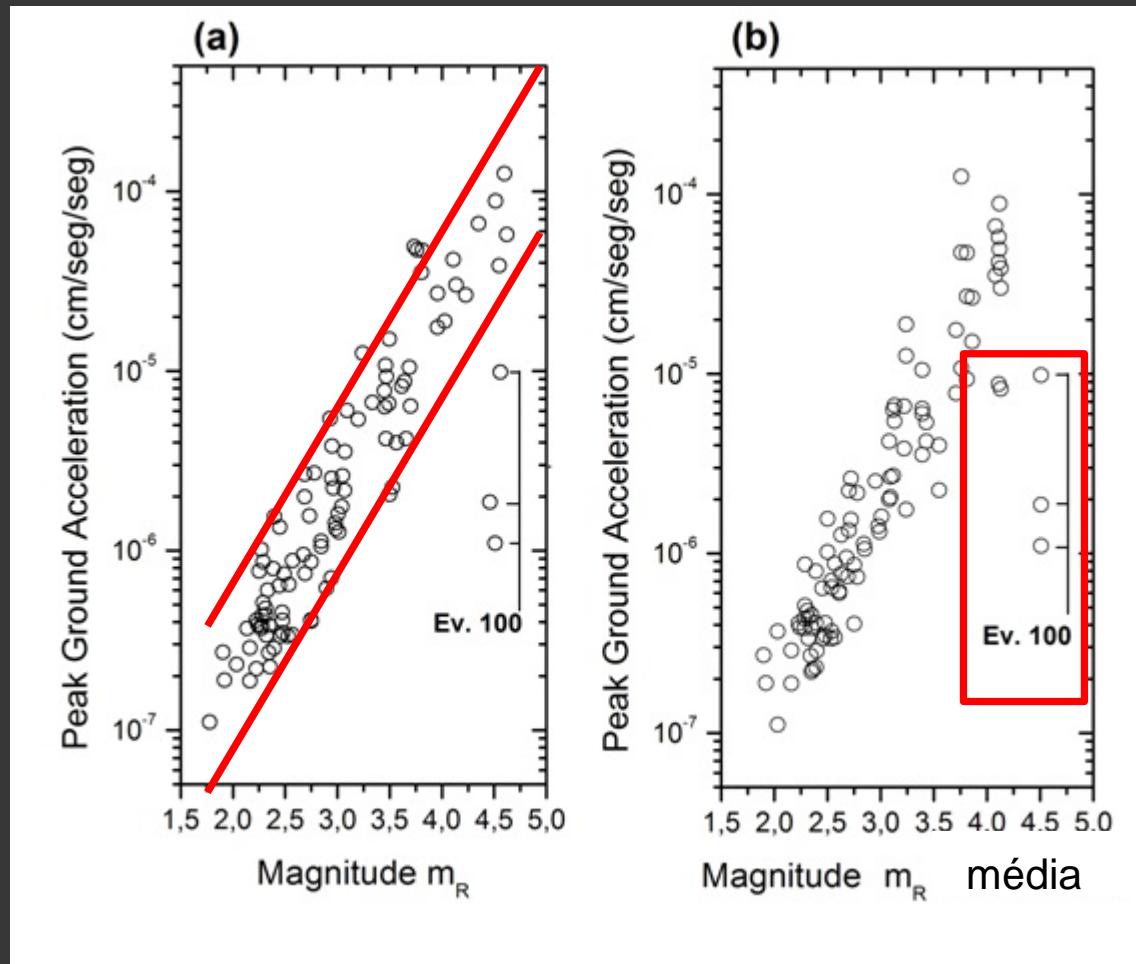 (a)
Peak Ground Acceleration (cm/seg/seg)
10⁻⁴
10⁻⁵
10⁻⁶
10⁻⁷
Ev. 100
1,5 2,0 2,5 3,0 3,5 4,0 4,5 5,0
Magnitude m_R
(b)
Peak Ground Acceleration (cm/seg/seg)
10⁻⁴
10⁻⁵
10⁻⁶
10⁻⁷
Ev. 100
1,5 2,0 2,5 3,0 3,5 4,0 4,5 5,0
Magnitude m_R média